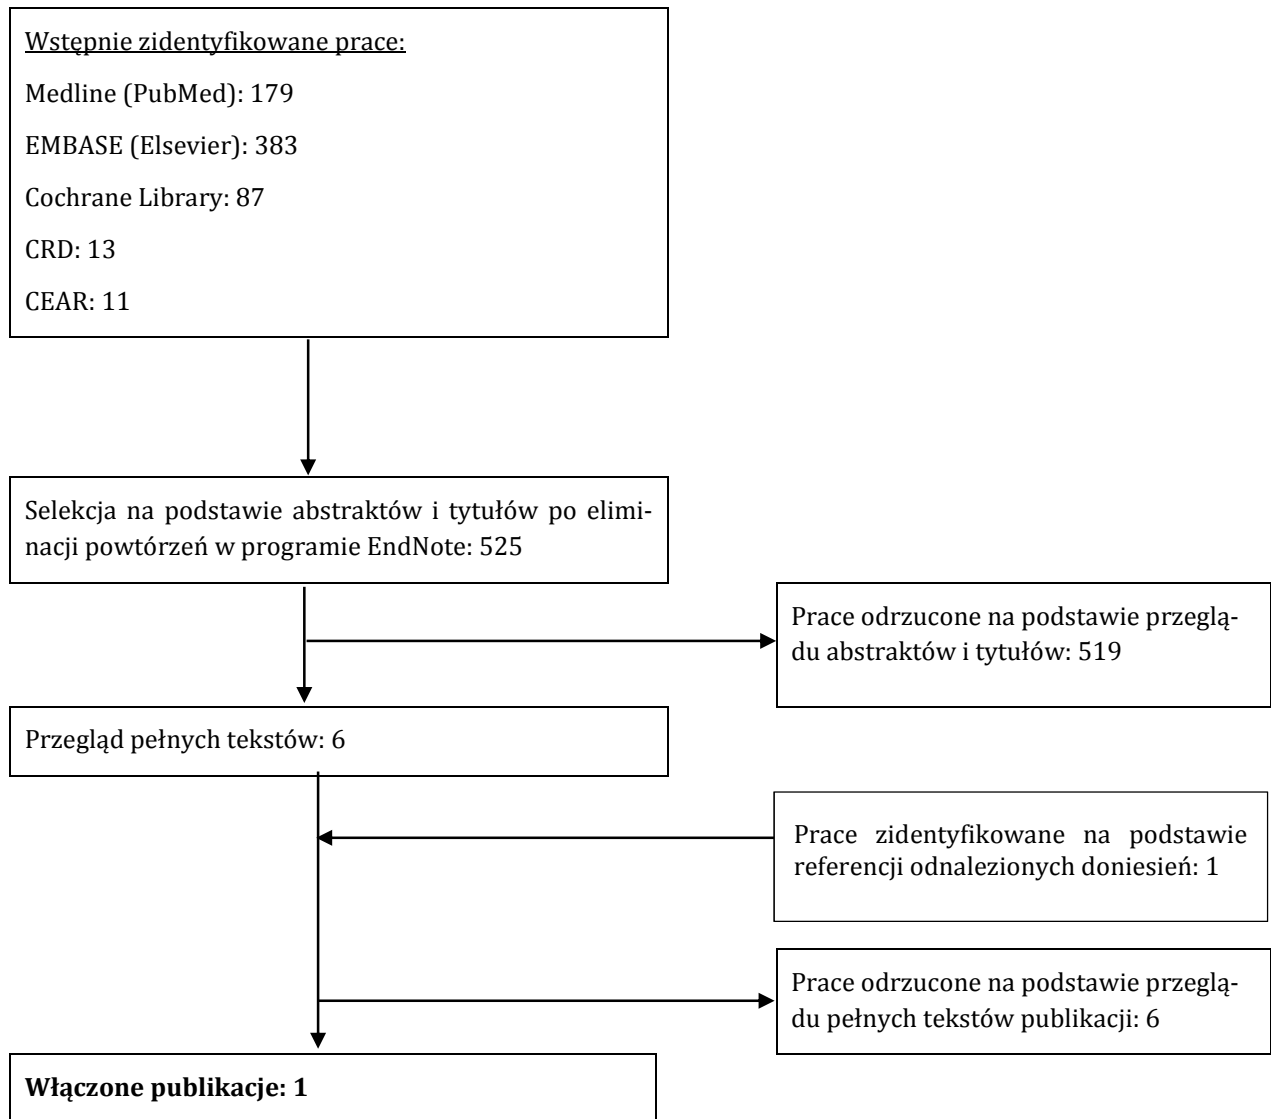 Wstępnie zidentyfikowane prace:
Medline (PubMed): 179
EMBASE (Elsevier): 383
Cochrane Library: 87
CRD: 13
CEAR: 11
Selekcja na podstawie abstraktów i tytułów po elimi-
nacji powtórzeń w programie EndNote: 525
Prace odrzucone na podstawie przeglą-
du abstraktów i tytułów: 519
Przegląd pełnych tekstów: 6
Prace zidentyfikowane na podstawie
referencji odnalezionych doniesień: 1
Prace odrzucone na podstawie przeglą-
du pełnych tekstów publikacji: 6
Włączone publikacje: 1